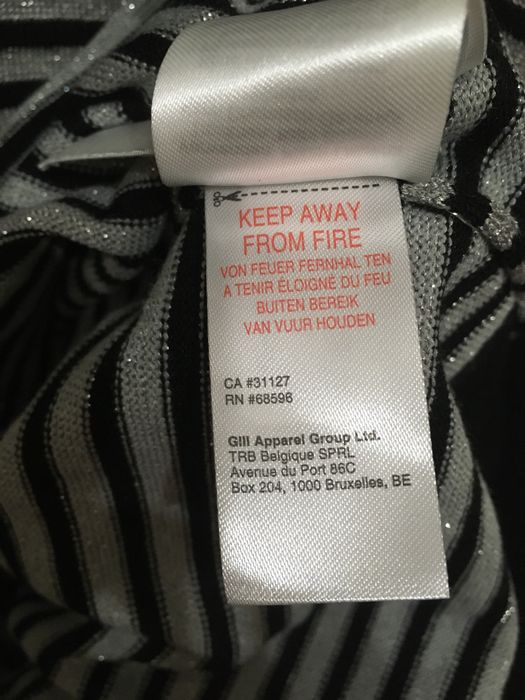 KEEP AWAY
FROM FIRE
VON FEUER FERNHAL TEN
A TENIR ÉLOIGNÉ DU FEU
BUITEN BEREIK
VAN VUUR HOUDEN
CA #31127
RN #68596
Gill Apparel Group Ltd.
TRB Belgique SPRL
Avenue du Port 86C
Box 204, 1000 Bruxelles, BE